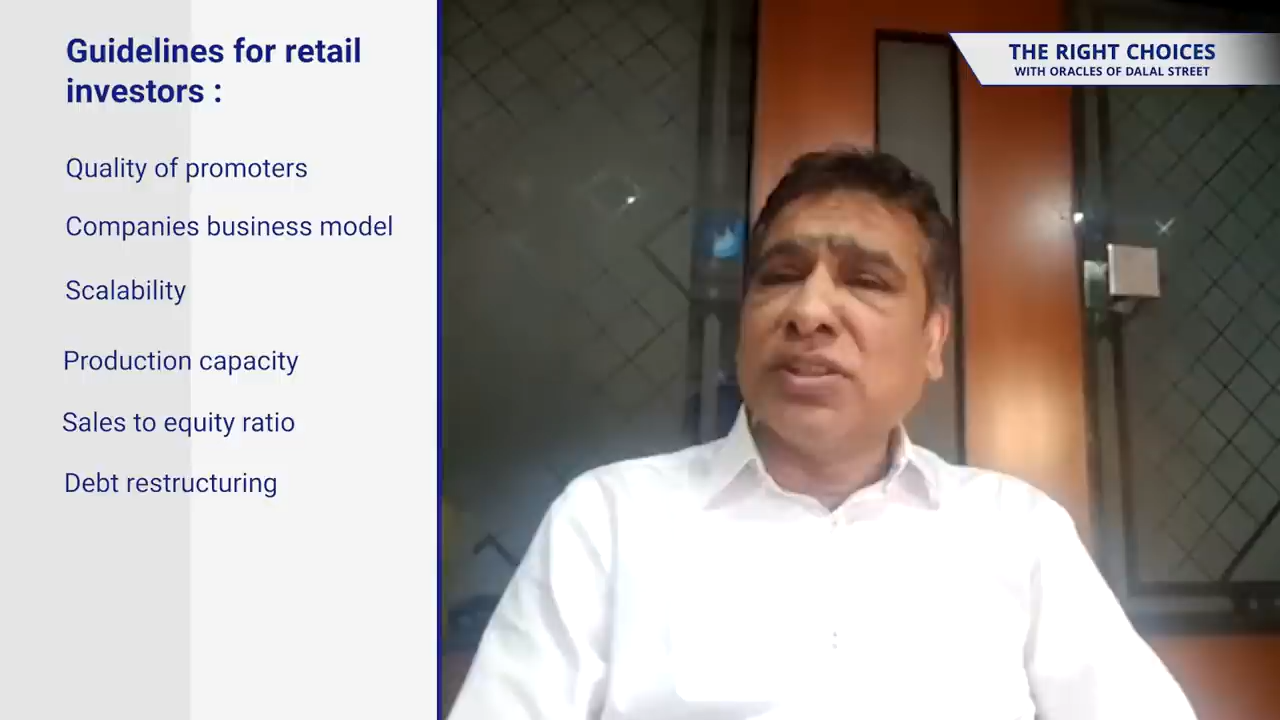 Guidelines for retail
investors :
Quality of promoters
Companies business model
Scalability
Production capacity
Sales to equity ratio
Debt restructuring
THE RIGHT CHOICES
WITH ORACLES OF DALAL STREET